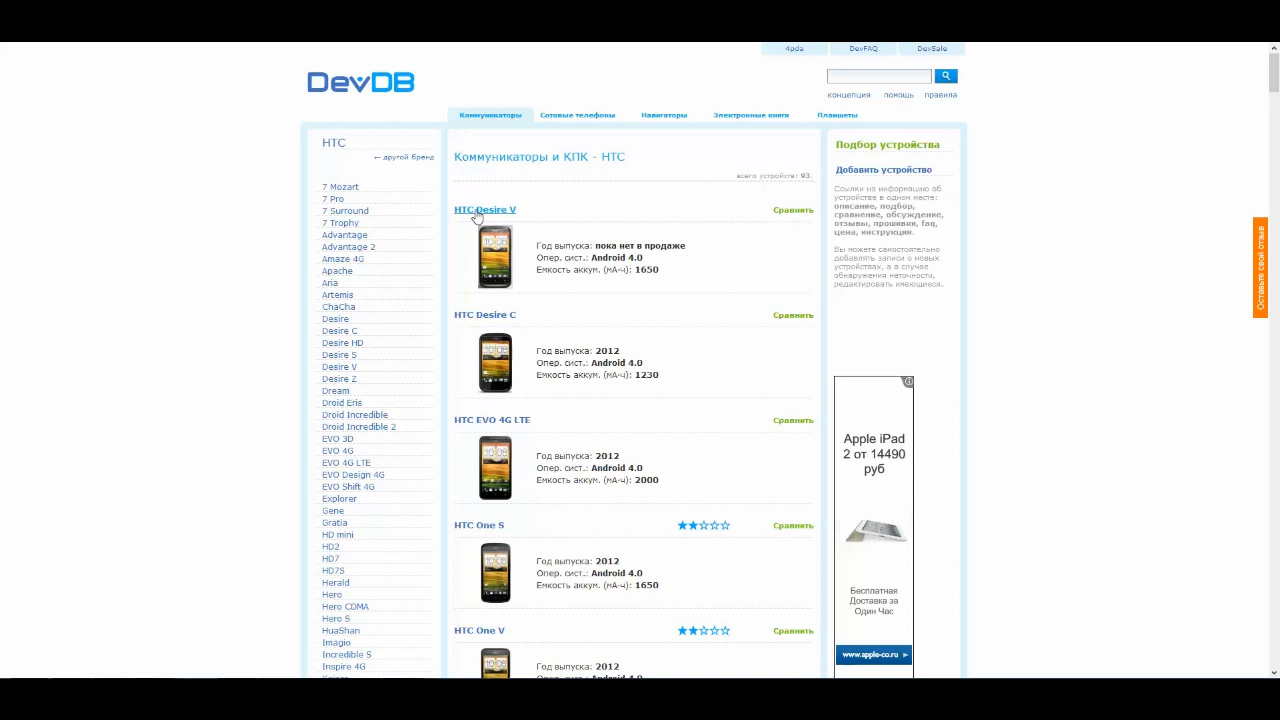 4pda
DevFAQ
DevSale
DevDB
концепция
помощь
правила
Коммуникаторы
Сотовые телефоны
Навигаторы
Электронные книги
Планшеты
HTC
← другой бренд
7 Mozart
7 Pro
7 Surround
7 Trophy
Advantage
Advantage 2
Amaze 4G
Apache
Aria
Artemis
ChaCha
Desire
Desire C
Desire HD
Desire S
Desire V
Desire Z
Dream
Droid Eris
Droid Incredible
Droid Incredible 2
EVO 3D
EVO 4G
EVO 4G LTE
EVO Design 4G
EVO Shift 4G
Explorer
Gene
Gratia
HD mini
HD2
HD7
HD7S
Herald
Hero
Hero CDMA
Hero S
HuaShan
Imagio
Incredible S
Inspire 4G
Коммуникаторы и КПК - HTC
всего устройств: 93.
HTC Desire V
Сравнить
Год выпуска: пока нет в продаже
Опер. сист.: Android 4.0
Емкость аккум. (мА·ч): 1650
HTC Desire C
Сравнить
Год выпуска: 2012
Опер. сист.: Android 4.0
Емкость аккум. (мА·ч): 1230
HTC EVO 4G LTE
Сравнить
Год выпуска: 2012
Опер. сист.: Android 4.0
Емкость аккум. (мА·ч): 2000
HTC One S
Сравнить
Год выпуска: 2012
Опер. сист.: Android 4.0
Емкость аккум. (мА·ч): 1650
HTC One V
Сравнить
Год выпуска: 2012
Подбор устройства
Добавить устройство
Ссылки на информацию об
устройстве в одном месте:
описание, подбор,
сравнение, обсуждение,
отзывы, прошивки, faq,
цена, инструкции.
Вы можете самостоятельно
добавлять записи о новых
устройствах, а в случае
обнаружения неточности,
редактировать имеющиеся.
Apple iPad
2 от 14490
руб
Бесплатная
Доставка за
Один Час
www.apple-co.ru
Оставьте свой отзыв